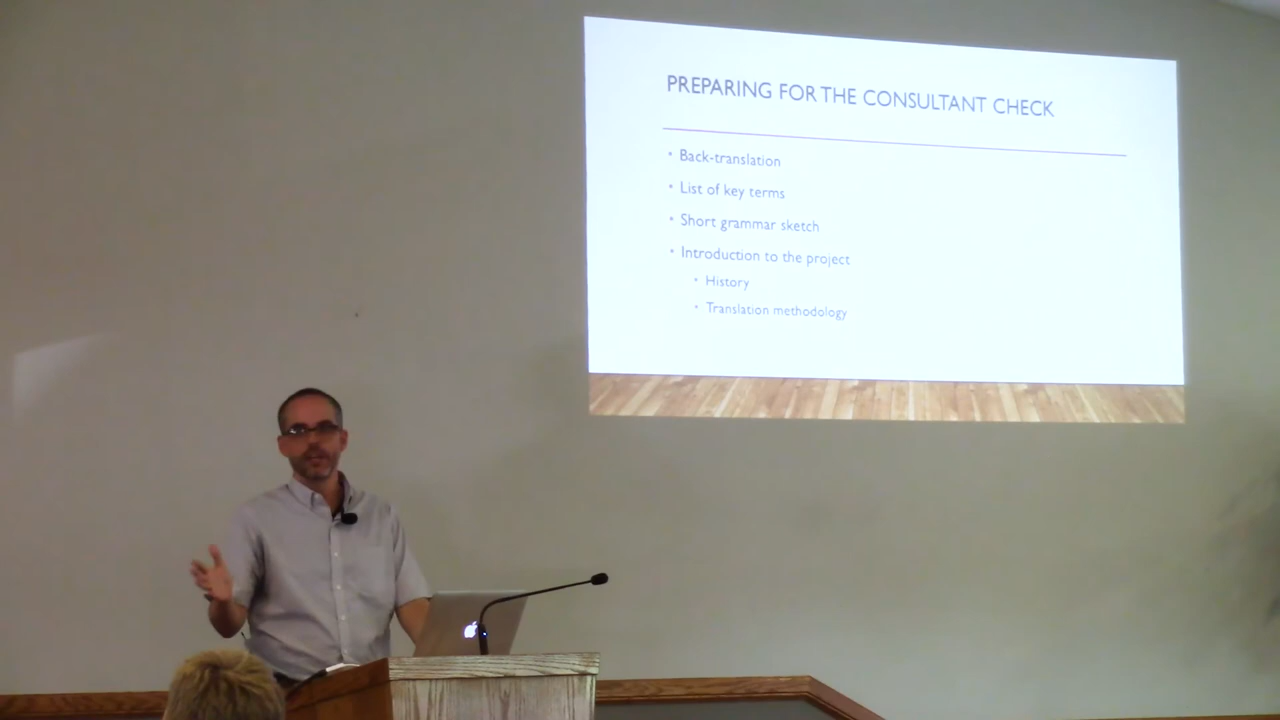 PREPARING FOR THE CONSULTANT CHECK
• Back-translation
• List of key terms
• Short grammar sketch
• Introduction to the project
• History
• Translation methodology